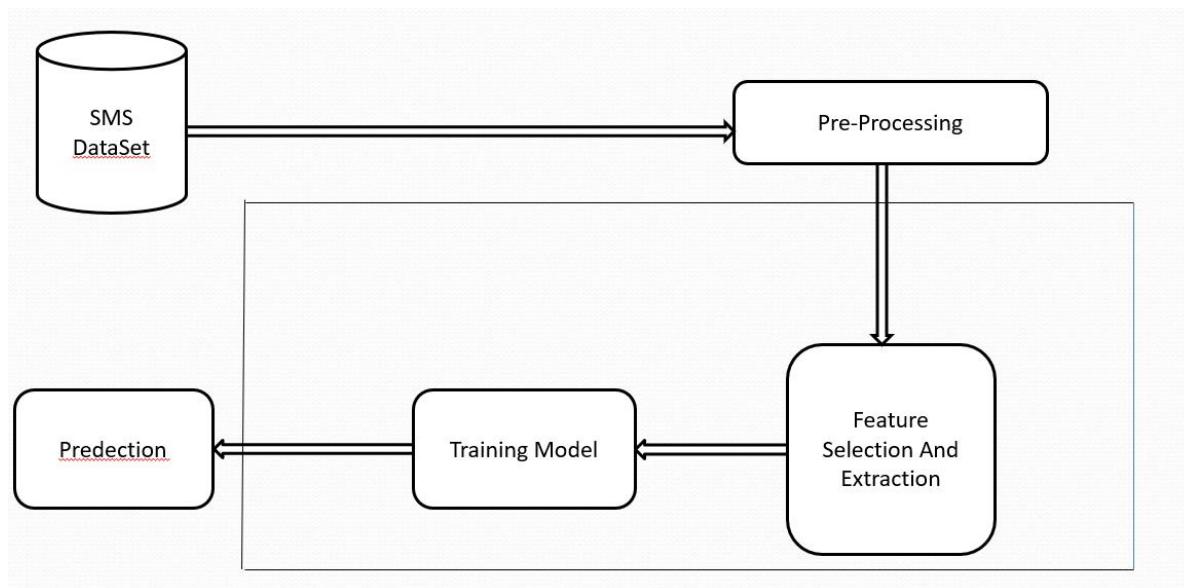 SMS
DataSet
Pre-Processing
Feature
Selection And
Extraction
Training Model
Predection